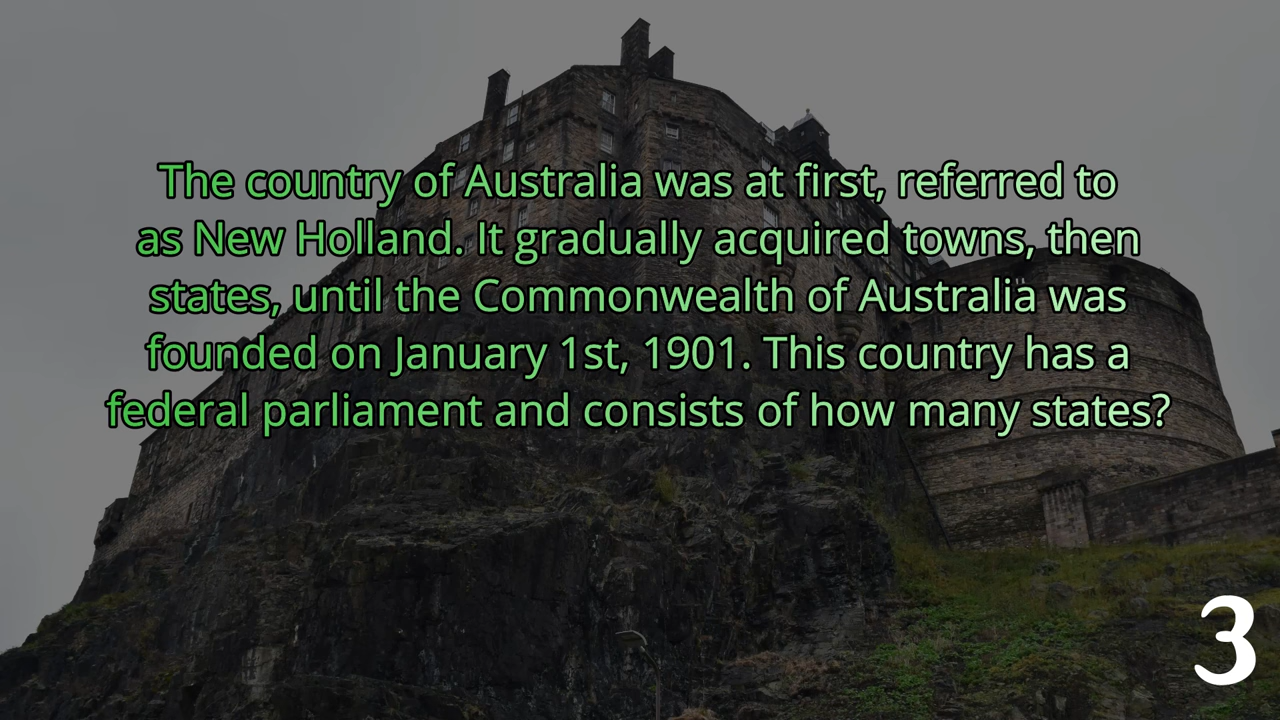 The country of Australia was at first, referred to
as New Holland. It gradually acquired towns, then
states, until the Commonwealth of Australia was
founded on January 1st, 1901. This country has a
federal parliament and consists of how many states?
3